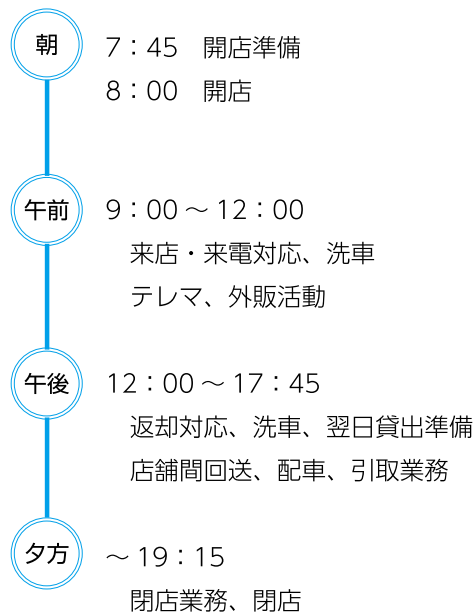 朝
7：45　開店準備
8：00　開店
午前
9：00 ～ 12：00
来店・来電対応、洗車
テレマ、外販活動
午後
12：00 ～ 17：45
返却対応、洗車、翌日貸出準備
店舗間回送、配車、引取業務
夕方
～ 19：15
閉店業務、閉店